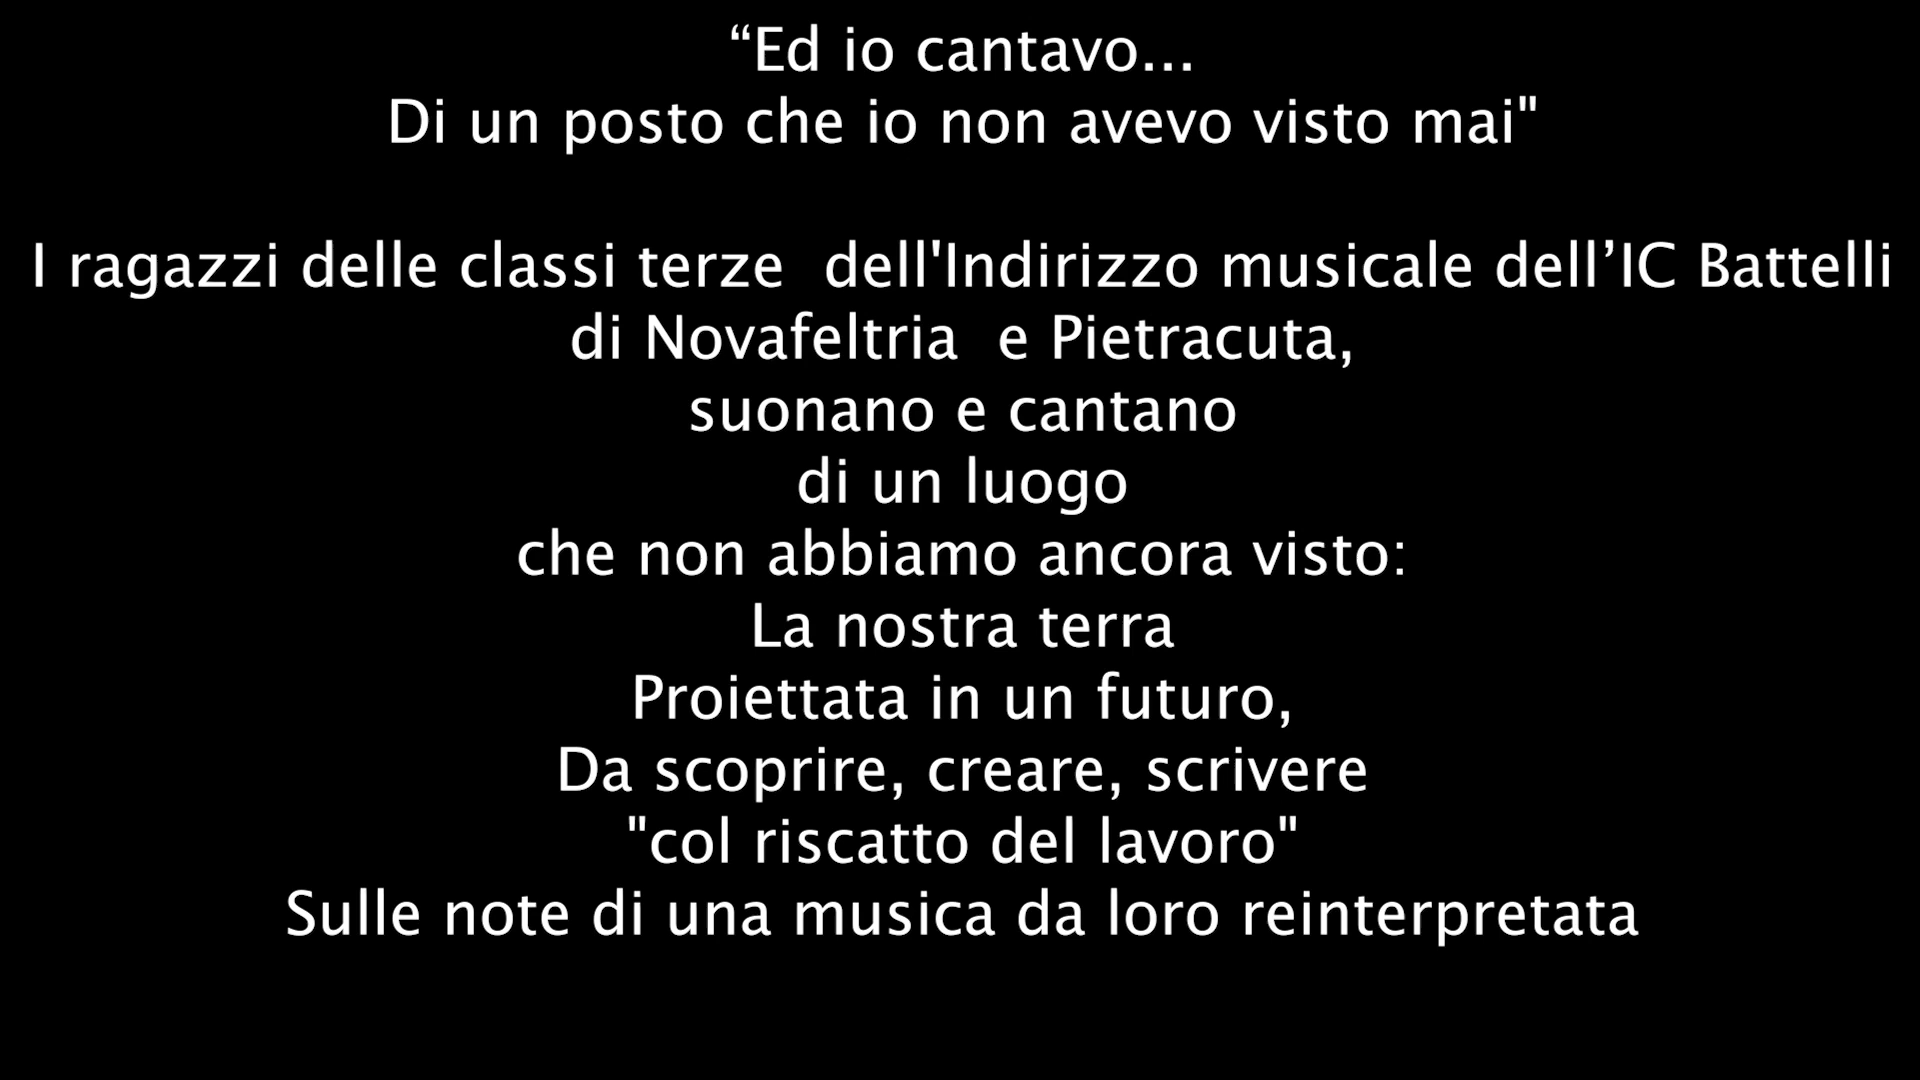 “Ed io cantavo...
Di un posto che io non avevo visto mai"
I ragazzi delle classi terze  dell'Indirizzo musicale dell’IC Battelli
di Novafeltria  e Pietracuta,
suonano e cantano
di un luogo
che non abbiamo ancora visto:
La nostra terra
Proiettata in un futuro,
Da scoprire, creare, scrivere
"col riscatto del lavoro"
Sulle note di una musica da loro reinterpretata